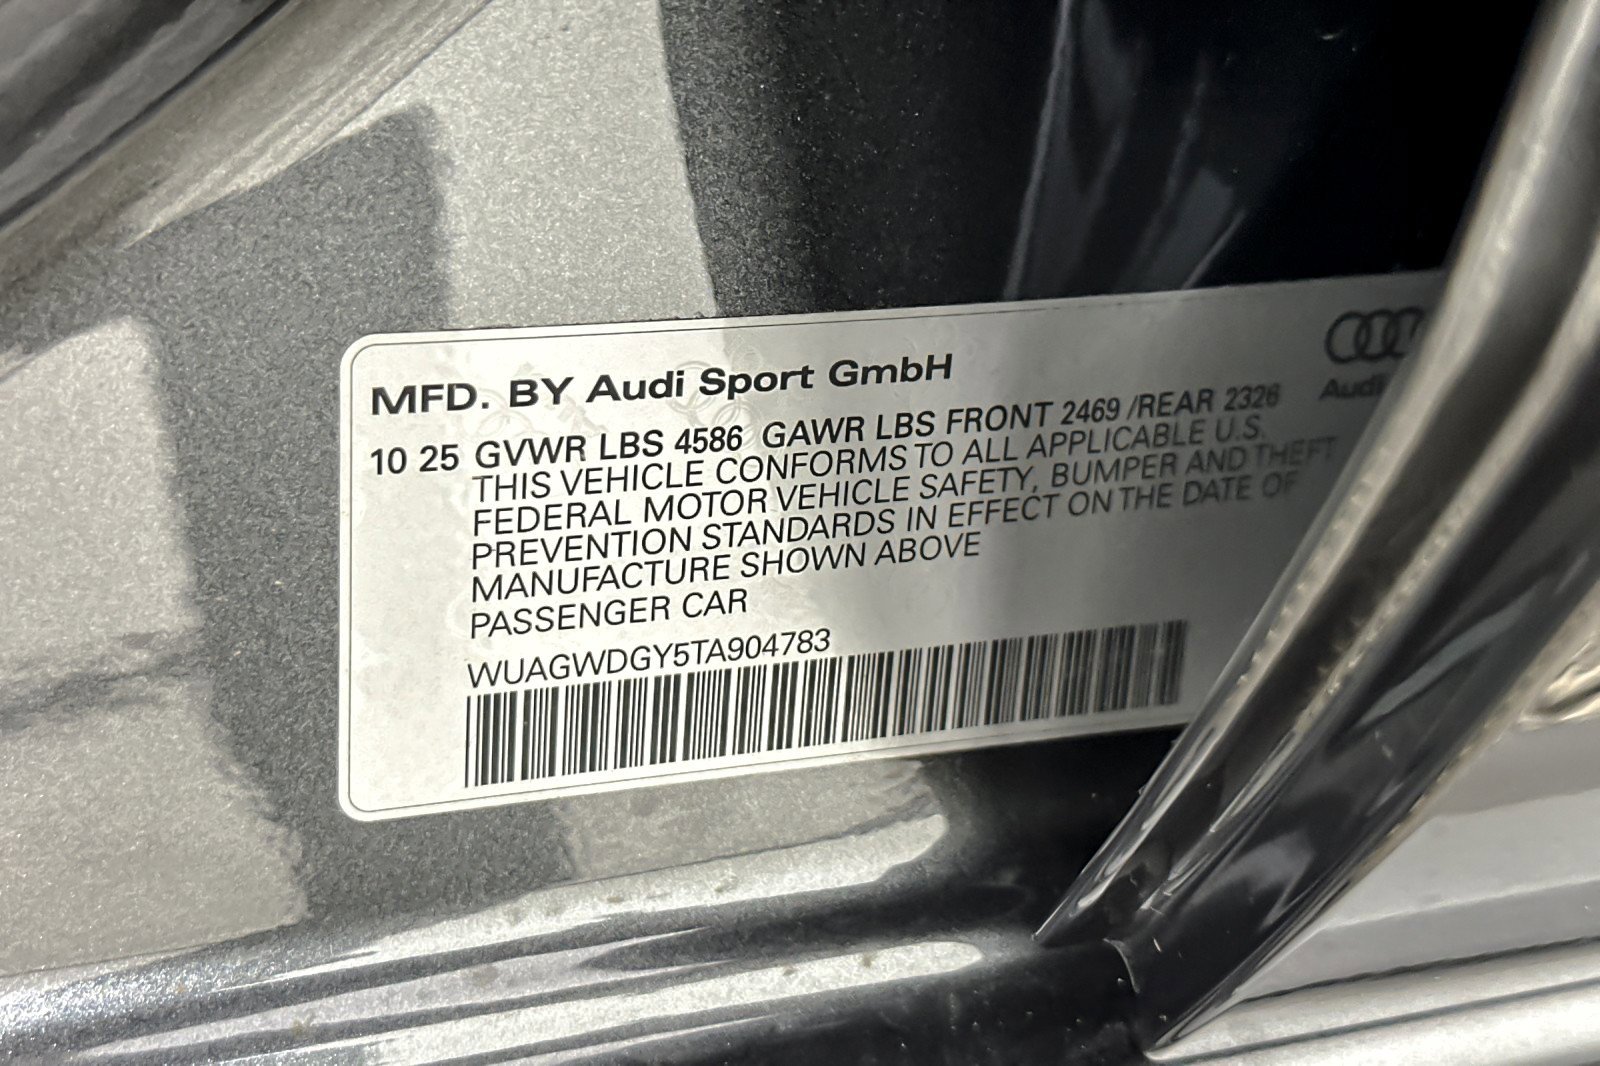 MFD. BY Audi Sport GmbH
10 25 GVWR LBS 4586 GAWR LBS FRONT 2469 /REAR 2326
THIS VEHICLE CONFORMS TO ALL APPLICABLE U.S.
FEDERAL MOTOR VEHICLE SAFETY, BUMPER AND THEFT
PREVENTION STANDARDS IN EFFECT ON THE DATE OF
MANUFACTURE SHOWN ABOVE
PASSENGER CAR
WUAGWDGY5TA904783
Audi